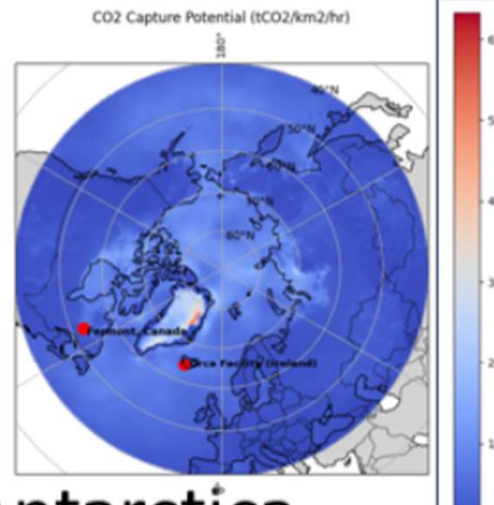 CO2 Capture Potential (tCO2/km2/hr)
180°
40°N
50°N
60°N
70°N
80°N
Fermont, Canada
Orca Facility (Iceland)
6
5
4
3
2
1